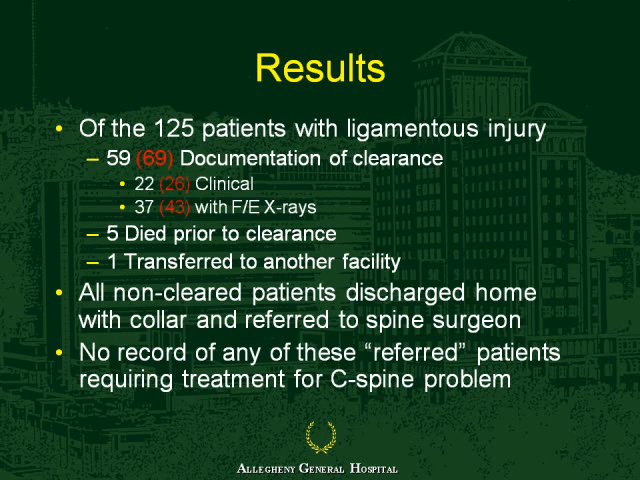 Results
• Of the 125 patients with ligamentous injury
– 59 (69) Documentation of clearance
• 22 (26) Clinical
• 37 (43) with F/E X-rays
– 5 Died prior to clearance
– 1 Transferred to another facility
• All non-cleared patients discharged home
with collar and referred to spine surgeon
• No record of any of these “referred” patients
requiring treatment for C-spine problem
ALLEGHENY GENERAL HOSPITAL